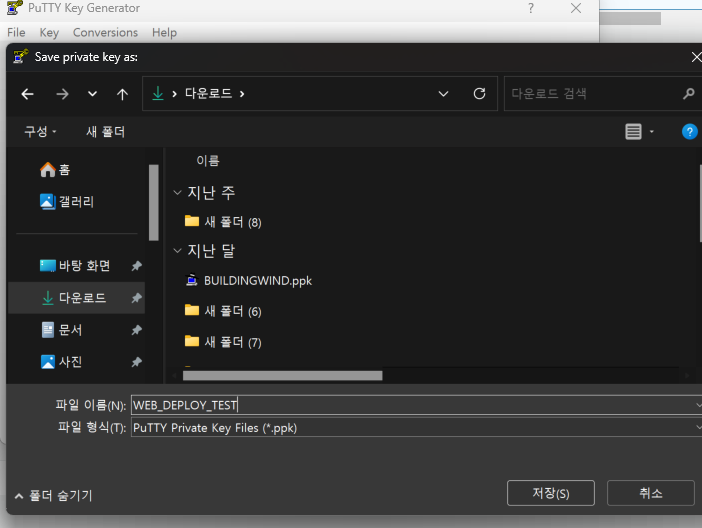 PuTTY Key Generator
File Key Conversions Help
Save private key as:
다운로드
다운로드 검색
구성 새 폴더
이름
홈
갤러리
바탕 화면
다운로드
문서
사진
지난 주
새 폴더 (8)
지난 달
BUILDINGWIND.ppk
새 폴더 (6)
새 폴더 (7)
파일 이름(N): WEB_DEPLOY_TEST
파일 형식(T): PuTTY Private Key Files (*.ppk)
폴더 숨기기
저장(S) 취소